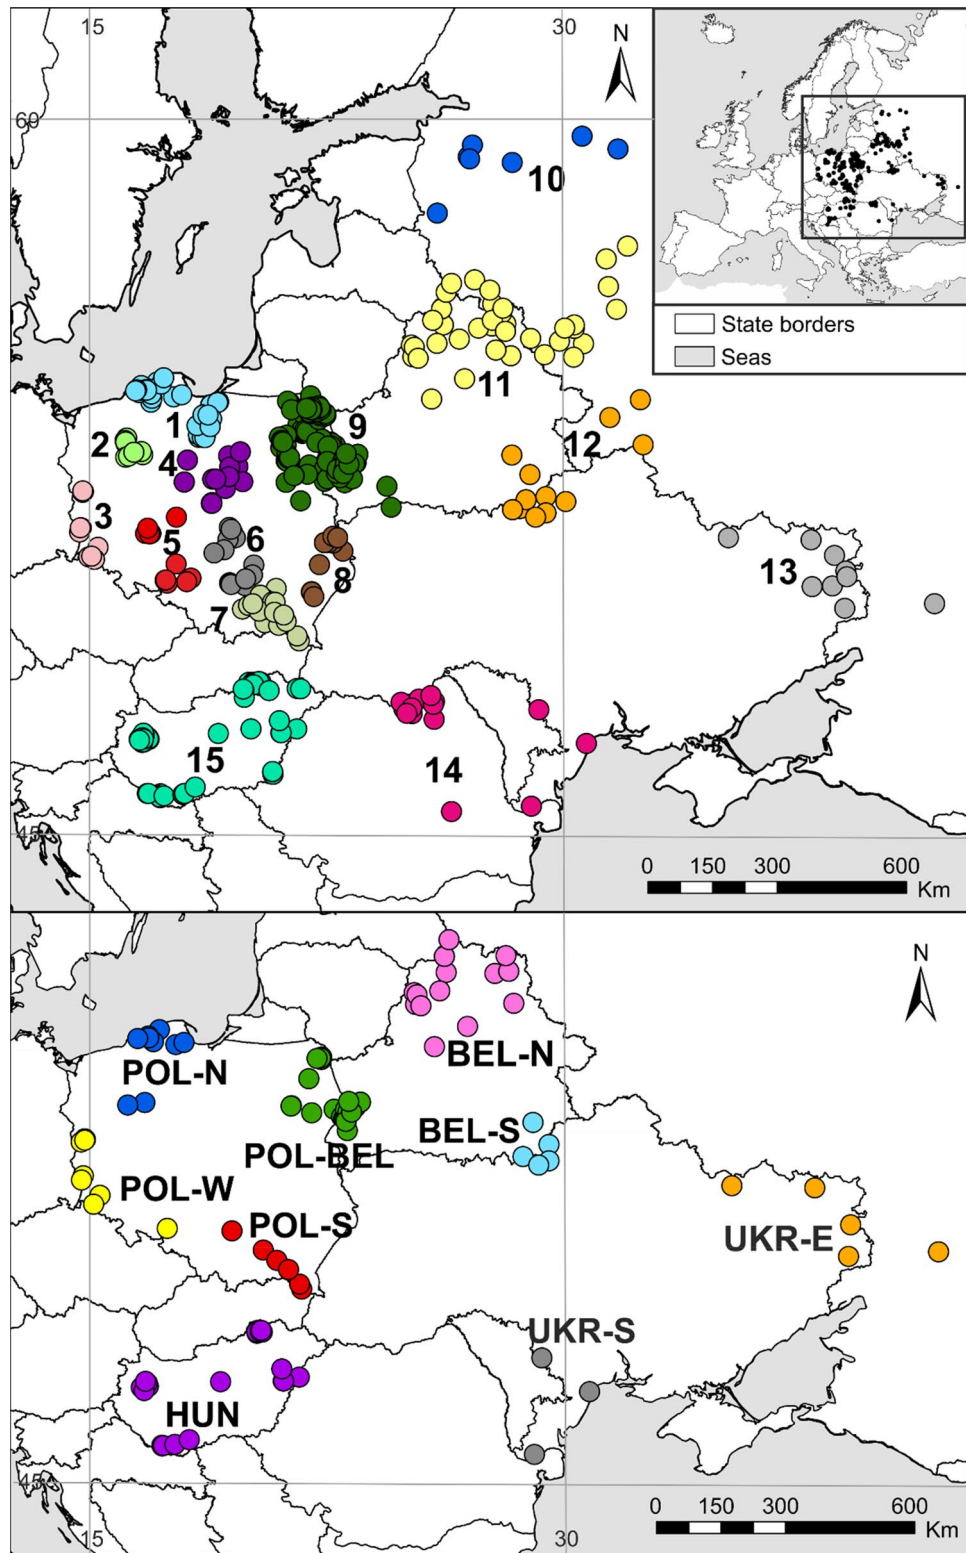 15
30
N
60
10
11
State borders
Seas
1
2
4
9
12
3
5
6
8
13
7
15
14
45
0 150 300 600
Km
N
BEL-N
POL-N
BEL-S
POL-BEL
POL-W
POL-S
UKR-E
UKR-S
HUN
45
0 150 300 600
Km
15
30